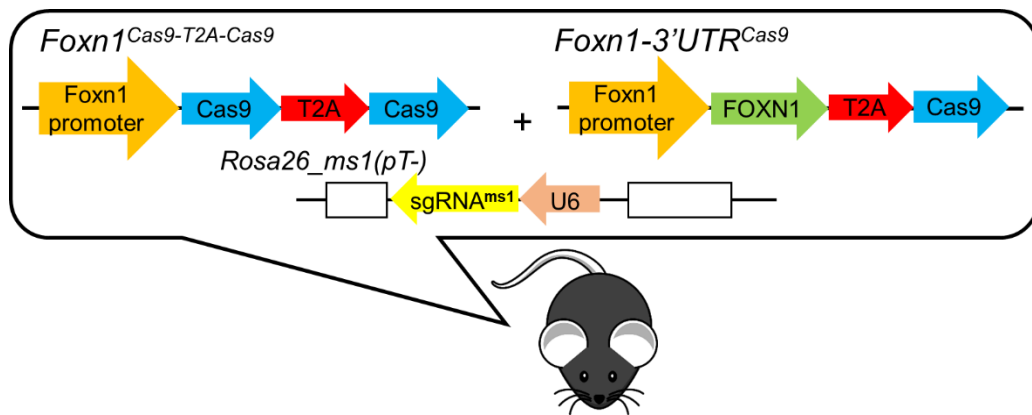 Foxn1Cas9-T2A-Cas9
Foxn1-3'UTRCas9
Foxn1
promoter
Cas9
T2A
Cas9
+
Foxn1
promoter
FOXN1
T2A
Cas9
Rosa26_ms1(pT-)
sgRNAms1
U6